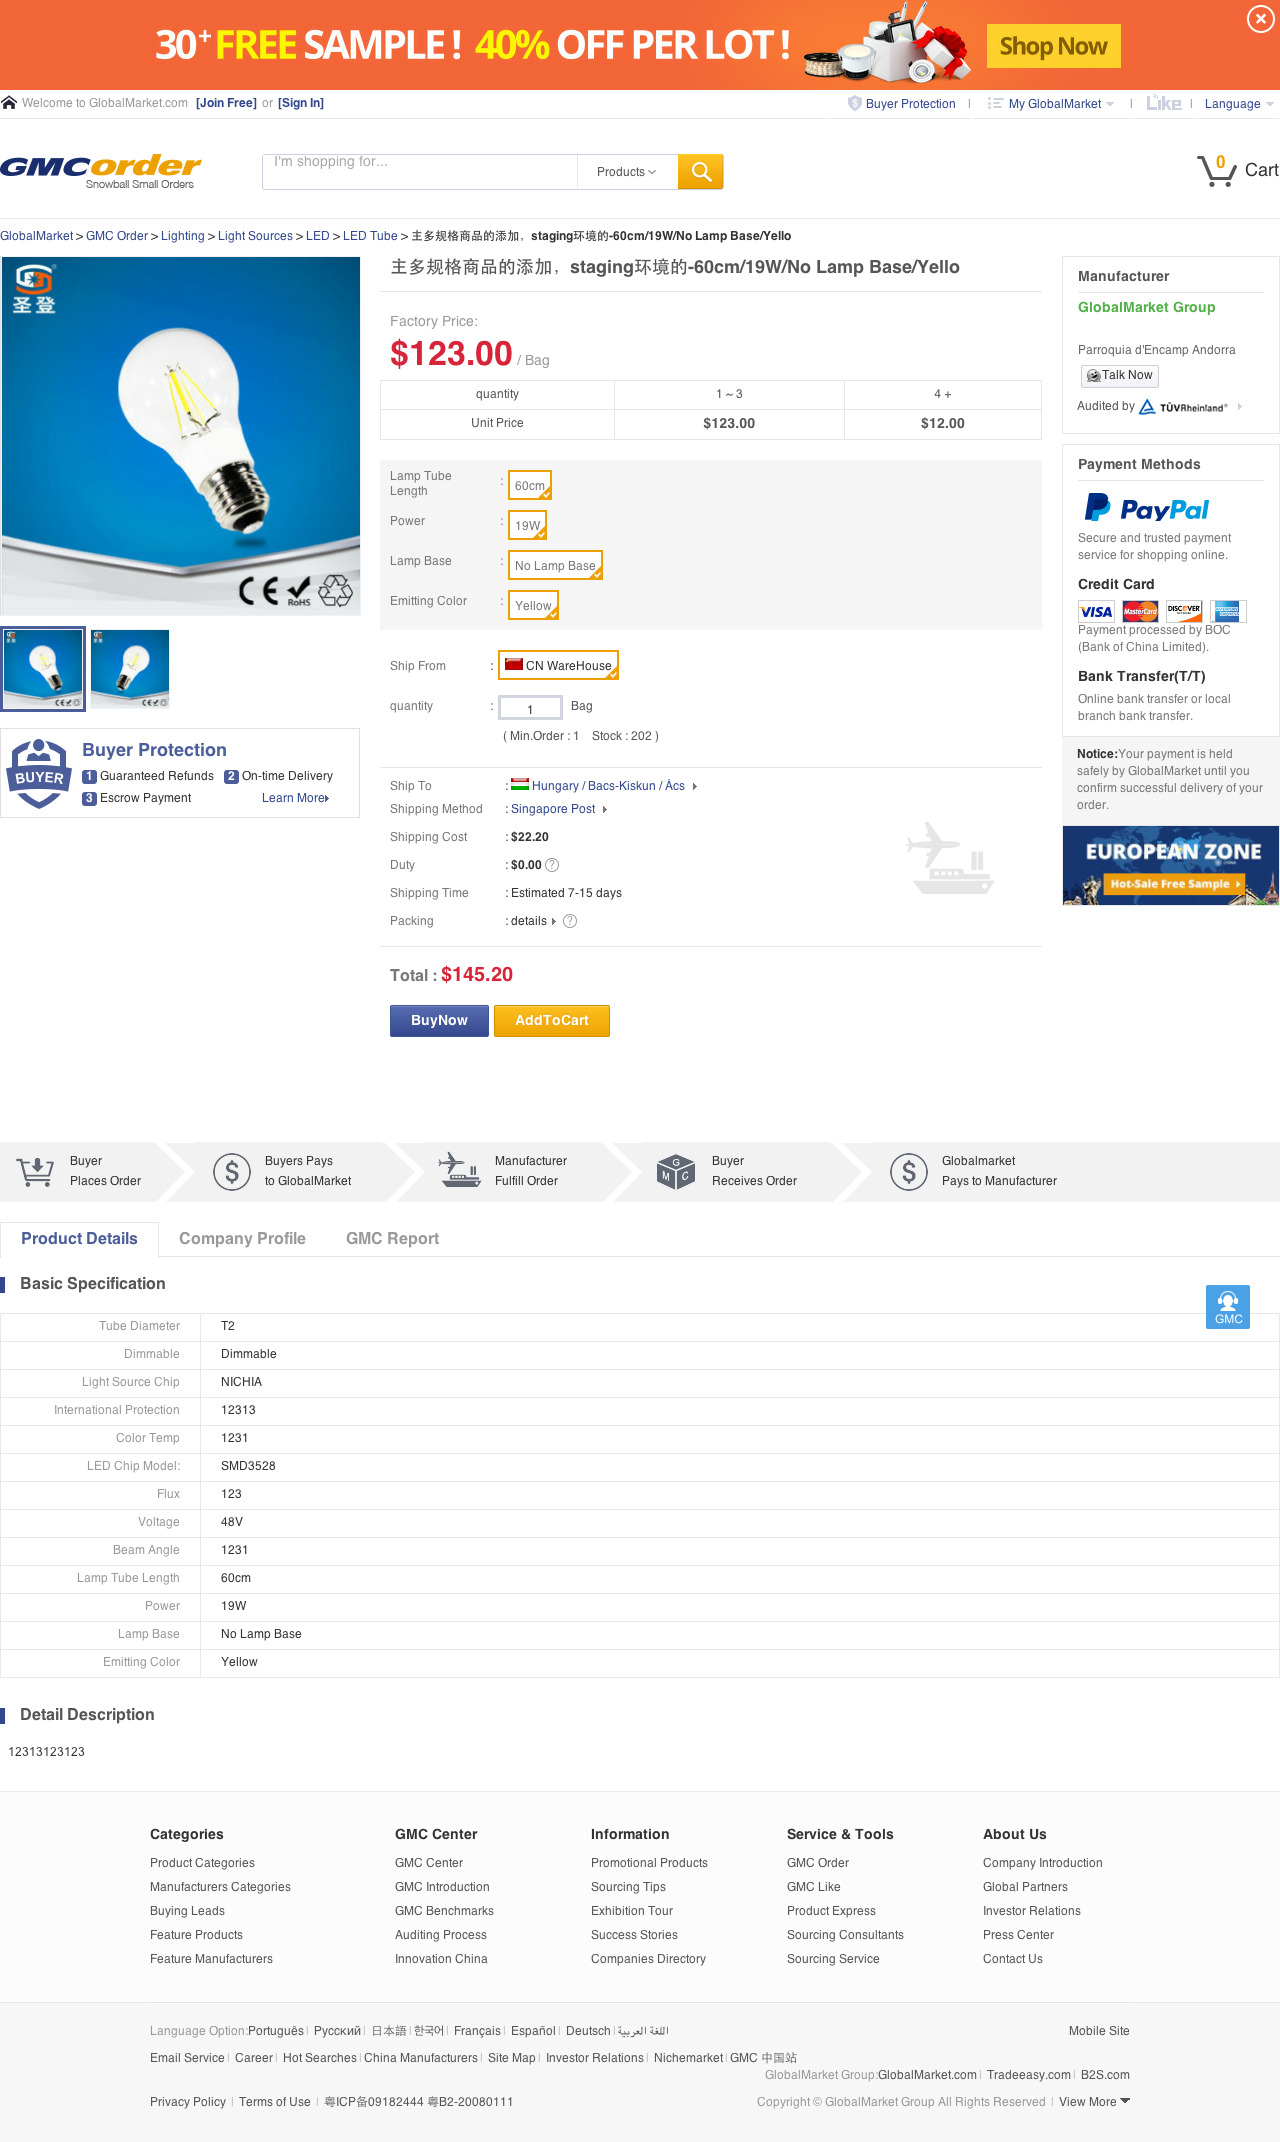 30+ FREE SAMPLE ! 40% OFF PER LOT ! Shop Now
Welcome to GlobalMarket.com [Join Free] or [Sign In] Buyer Protection | My GlobalMarket | Like | Language
GMCorder
Snowball Small Orders
I'm shopping for...
Products
0
Cart
GlobalMarket > GMC Order > Lighting > Light Sources > LED > LED Tube > 主多规格商品的添加，staging环境的-60cm/19W/No Lamp Base/Yello
圣登
CE RoHS
Buyer Protection
BUYER
1 Guaranteed Refunds 2 On-time Delivery
3 Escrow Payment Learn More
主多规格商品的添加，staging环境的-60cm/19W/No Lamp Base/Yello
Factory Price:
$123.00 / Bag
quantity 1 ~ 3 4 +
Unit Price $123.00 $12.00
Lamp Tube
Length : 60cm
Power : 19W
Lamp Base : No Lamp Base
Emitting Color : Yellow
Ship From : CN WareHouse
quantity : 1 Bag
( Min.Order : 1 Stock : 202 )
Ship To : Hungary / Bacs-Kiskun / Ács
Shipping Method : Singapore Post
Shipping Cost : $22.20
Duty : $0.00 ?
Shipping Time : Estimated 7-15 days
Packing : details ?
Total : $145.20
BuyNow AddToCart
Manufacturer
GlobalMarket Group
Parroquia d'Encamp Andorra
Talk Now
Audited by TÜVRheinland®
Payment Methods
PayPal
Secure and trusted payment
service for shopping online.
Credit Card
VISA MasterCard DISCOVER AMERICAN EXPRESS
Payment processed by BOC
(Bank of China Limited).
Bank Transfer(T/T)
Online bank transfer or local
branch bank transfer.
Notice:Your payment is held
safely by GlobalMarket until you
confirm successful delivery of your
order.
EUROPEAN ZONE
Hot-Sale Free Sample
Buyer
Places Order
$
Buyers Pays
to GlobalMarket
Manufacturer
Fulfill Order
G M C
Buyer
Receives Order
$
Globalmarket
Pays to Manufacturer
Product Details Company Profile GMC Report
Basic Specification
GMC
Tube Diameter T2
Dimmable Dimmable
Light Source Chip NICHIA
International Protection 12313
Color Temp 1231
LED Chip Model: SMD3528
Flux 123
Voltage 48V
Beam Angle 1231
Lamp Tube Length 60cm
Power 19W
Lamp Base No Lamp Base
Emitting Color Yellow
Detail Description
12313123123
Categories GMC Center Information Service & Tools About Us
Product Categories GMC Center Promotional Products GMC Order Company Introduction
Manufacturers Categories GMC Introduction Sourcing Tips GMC Like Global Partners
Buying Leads GMC Benchmarks Exhibition Tour Product Express Investor Relations
Feature Products Auditing Process Success Stories Sourcing Consultants Press Center
Feature Manufacturers Innovation China Companies Directory Sourcing Service Contact Us
Language Option:Português | Русский | 日本語 | 한국어 | Français | Español | Deutsch | اللغة العربية Mobile Site
Email Service | Career | Hot Searches | China Manufacturers | Site Map | Investor Relations | Nichemarket | GMC 中国站
GlobalMarket Group:GlobalMarket.com | Tradeeasy.com | B2S.com
Privacy Policy | Terms of Use | 粤ICP备09182444 粤B2-20080111 Copyright © GlobalMarket Group All Rights Reserved | View More